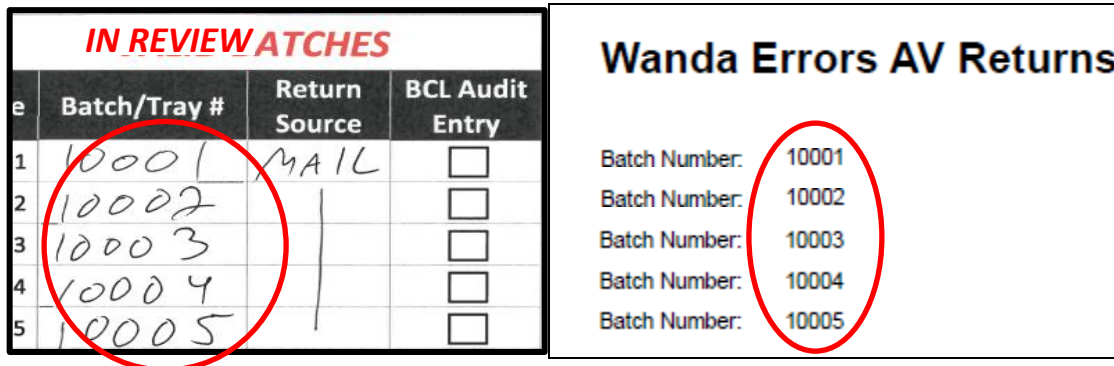 IN REVIEW ATCHES
e Batch/Tray # Return Source BCL Audit Entry
1 10001 MAIL
2 10002
3 10003
4 10004
5 10005
Wanda Errors AV Returns
Batch Number: 10001
Batch Number: 10002
Batch Number: 10003
Batch Number: 10004
Batch Number: 10005